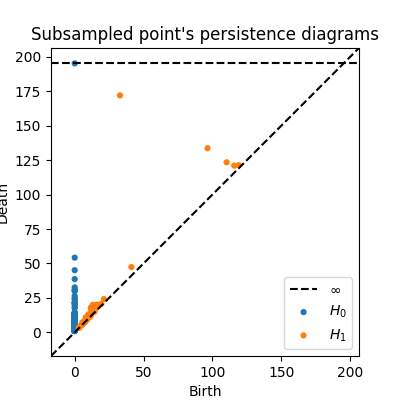 Subsampled point's persistence diagrams
200
175
150
125
100
75
50
25
0
Death
0 50 100 150 200
Birth
∞
H₀
H₁